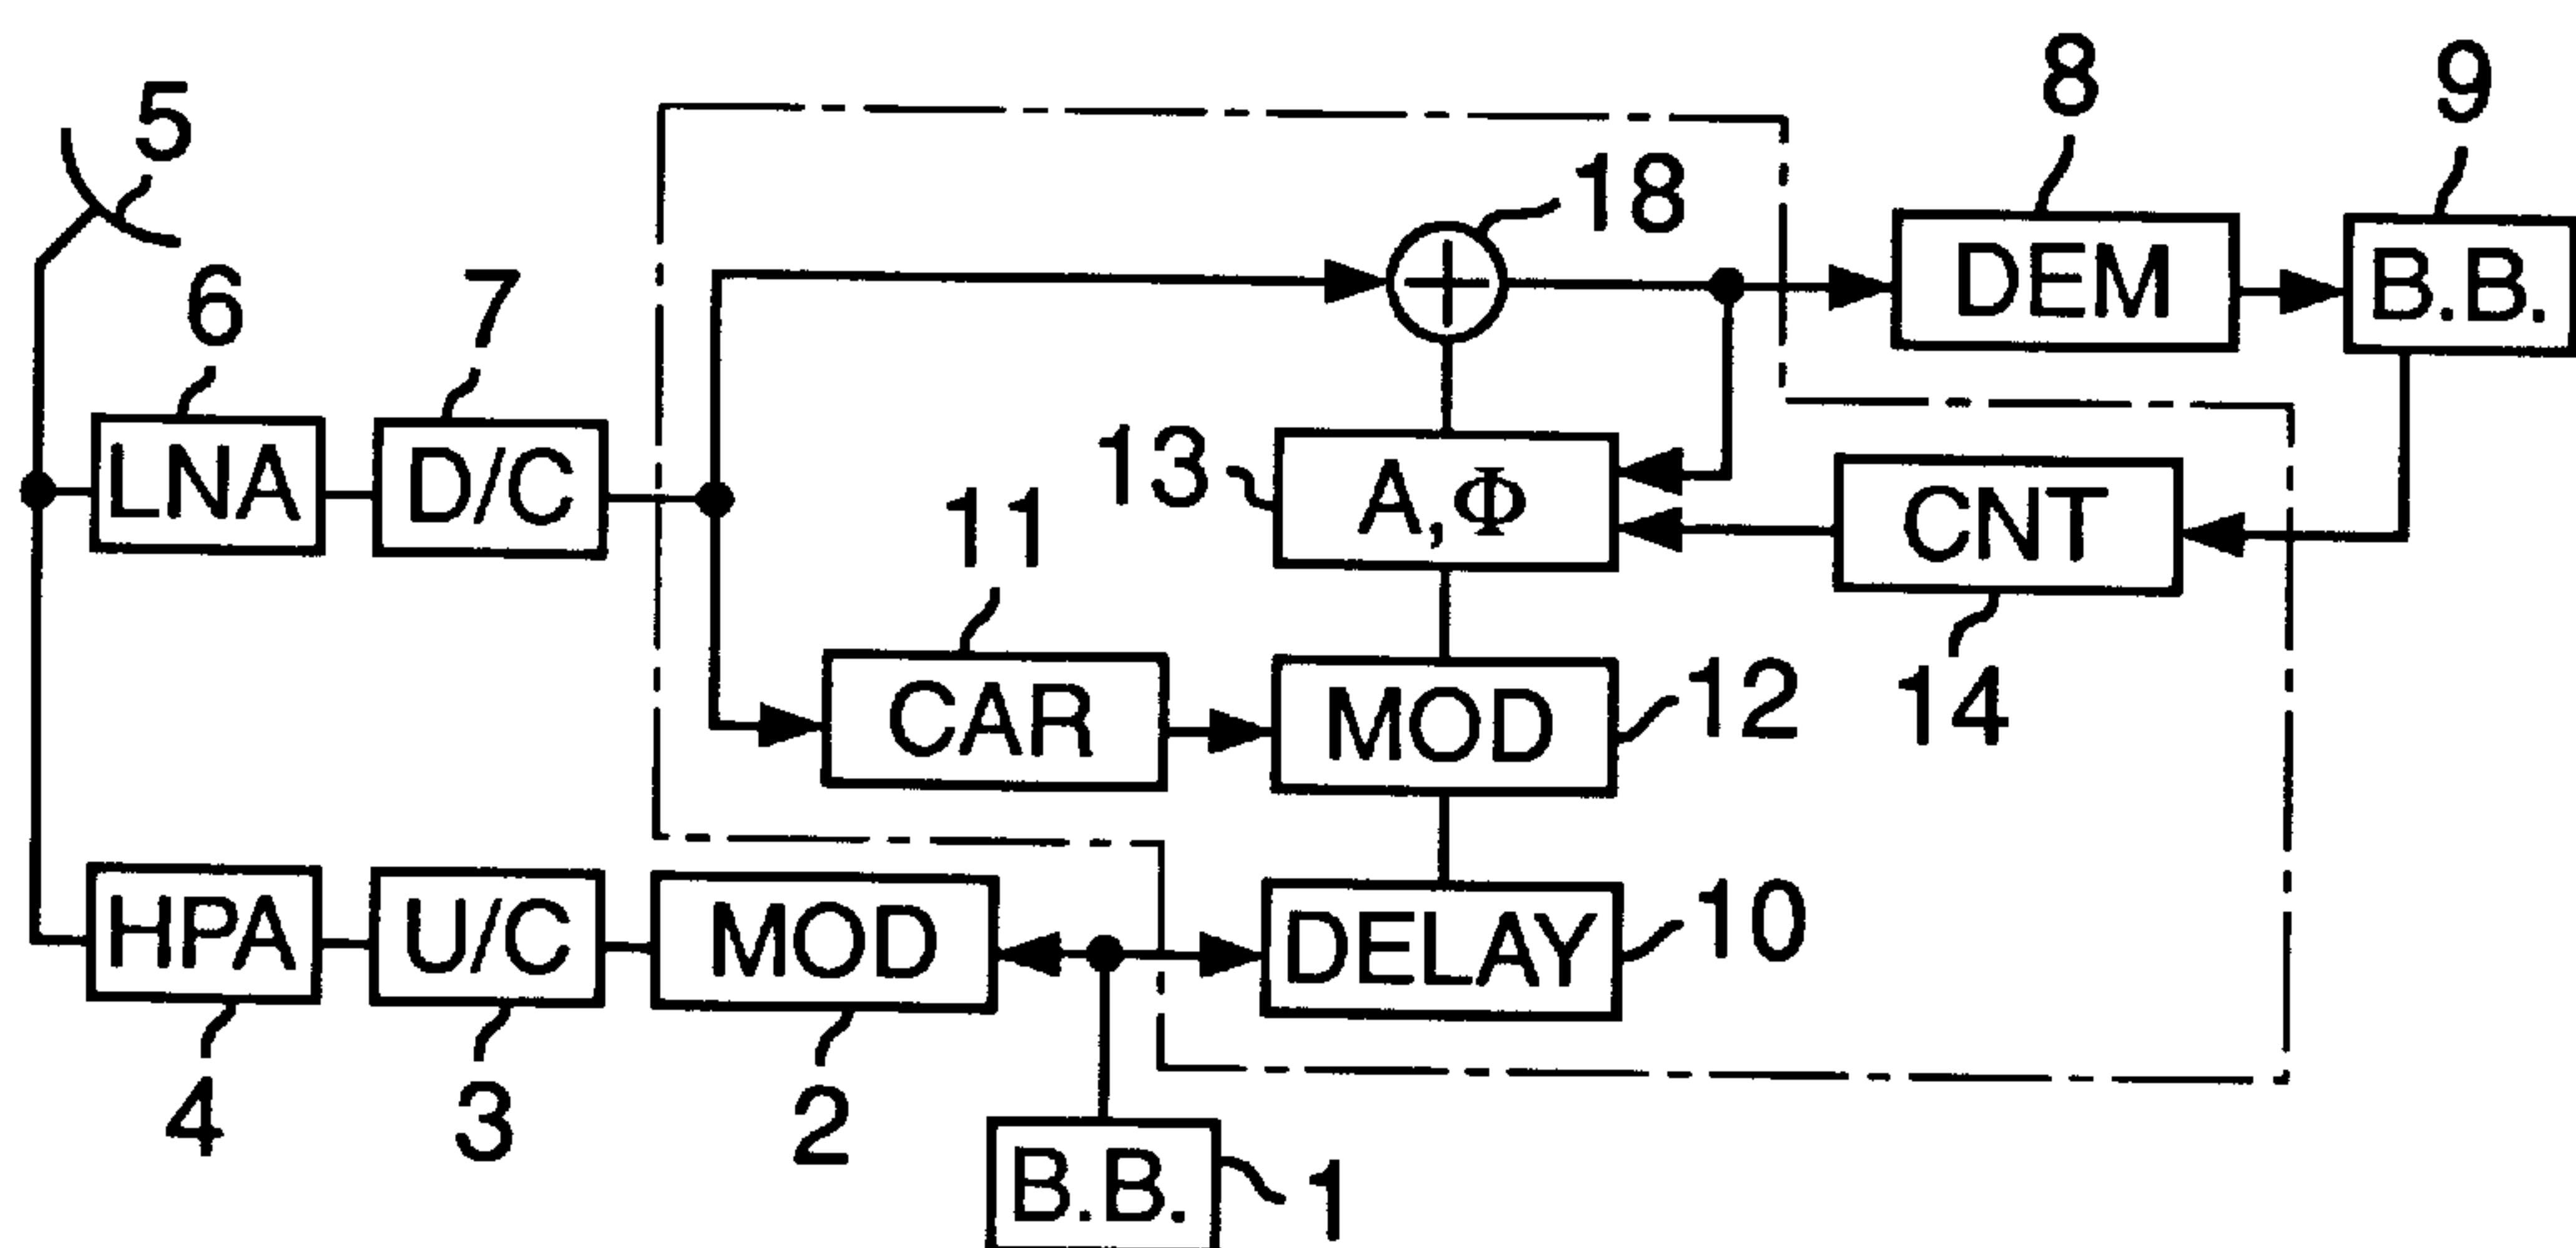 5
8
9
18
DEM
B.B.
6
7
LNA
D/C
13
A,Φ
CNT
14
11
CAR
MOD
12
HPA
U/C
MOD
DELAY
10
4
3
2
B.B.
1